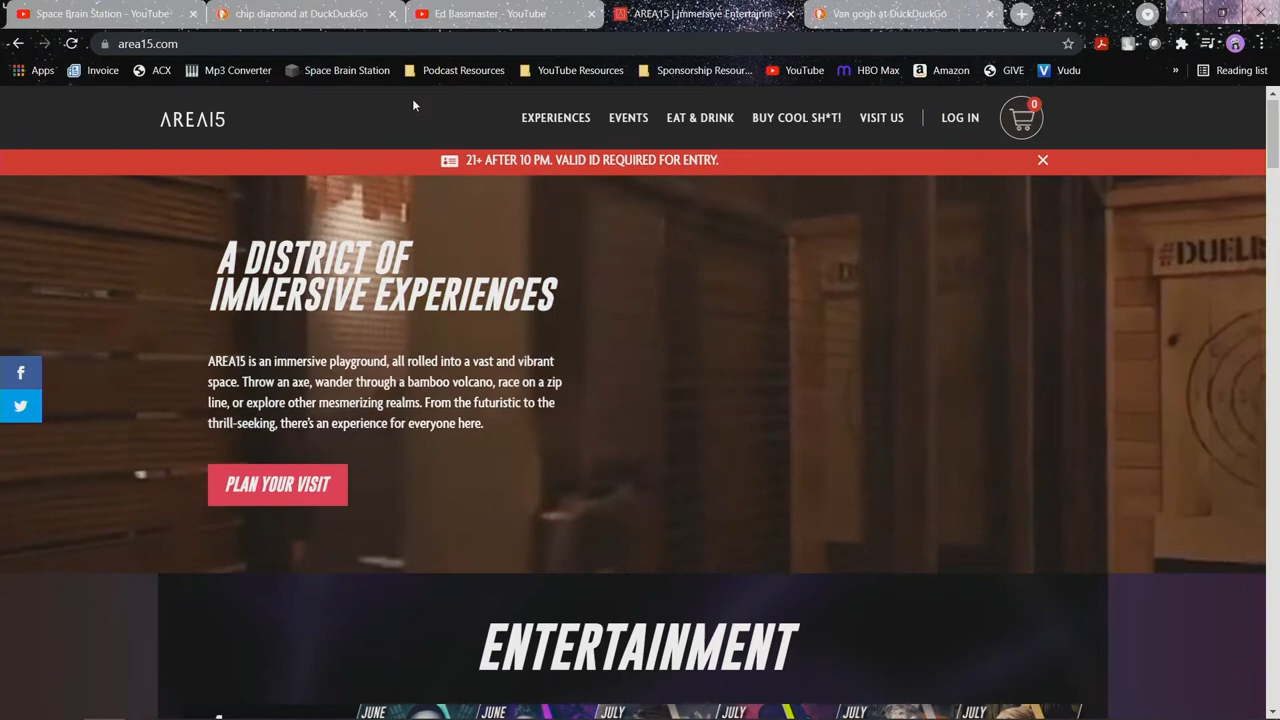 Space Brain Station - YouTube
chip diamond at DuckDuckGo
Ed Bassmaster - YouTube
AREA15 | Immersive Entertainm
Van gogh at DuckDuckGo
area15.com
Apps
Invoice
ACX
Mp3 Converter
Space Brain Station
Podcast Resources
YouTube Resources
Sponsorship Resour...
YouTube
HBO Max
Amazon
GIVE
Vudu
»
Reading list
AREA15
EXPERIENCES
EVENTS
EAT & DRINK
BUY COOL SH*T!
VISIT US
LOG IN
0
21+ AFTER 10 PM. VALID ID REQUIRED FOR ENTRY.
A DISTRICT OF
IMMERSIVE EXPERIENCES
AREA15 is an immersive playground, all rolled into a vast and vibrant
space. Throw an axe, wander through a bamboo volcano, race on a zip
line, or explore other mesmerizing realms. From the futuristic to the
thrill-seeking, there's an experience for everyone here.
PLAN YOUR VISIT
ENTERTAINMENT
JUNE
JUNE
JULY
JULY
JULY
JULY